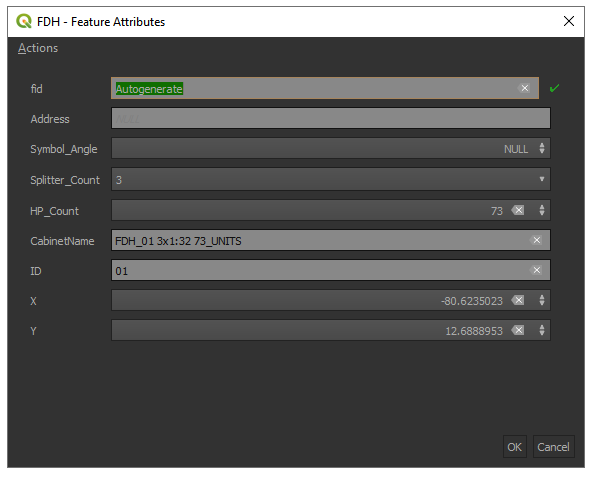 FDH - Feature Attributes
Actions
fid Autogenerate
Address NULL
Symbol_Angle NULL
Splitter_Count 3
HP_Count 73
CabinetName FDH_01 3x1:32 73_UNITS
ID 01
X -80.6235023
Y 12.6888953
OK Cancel